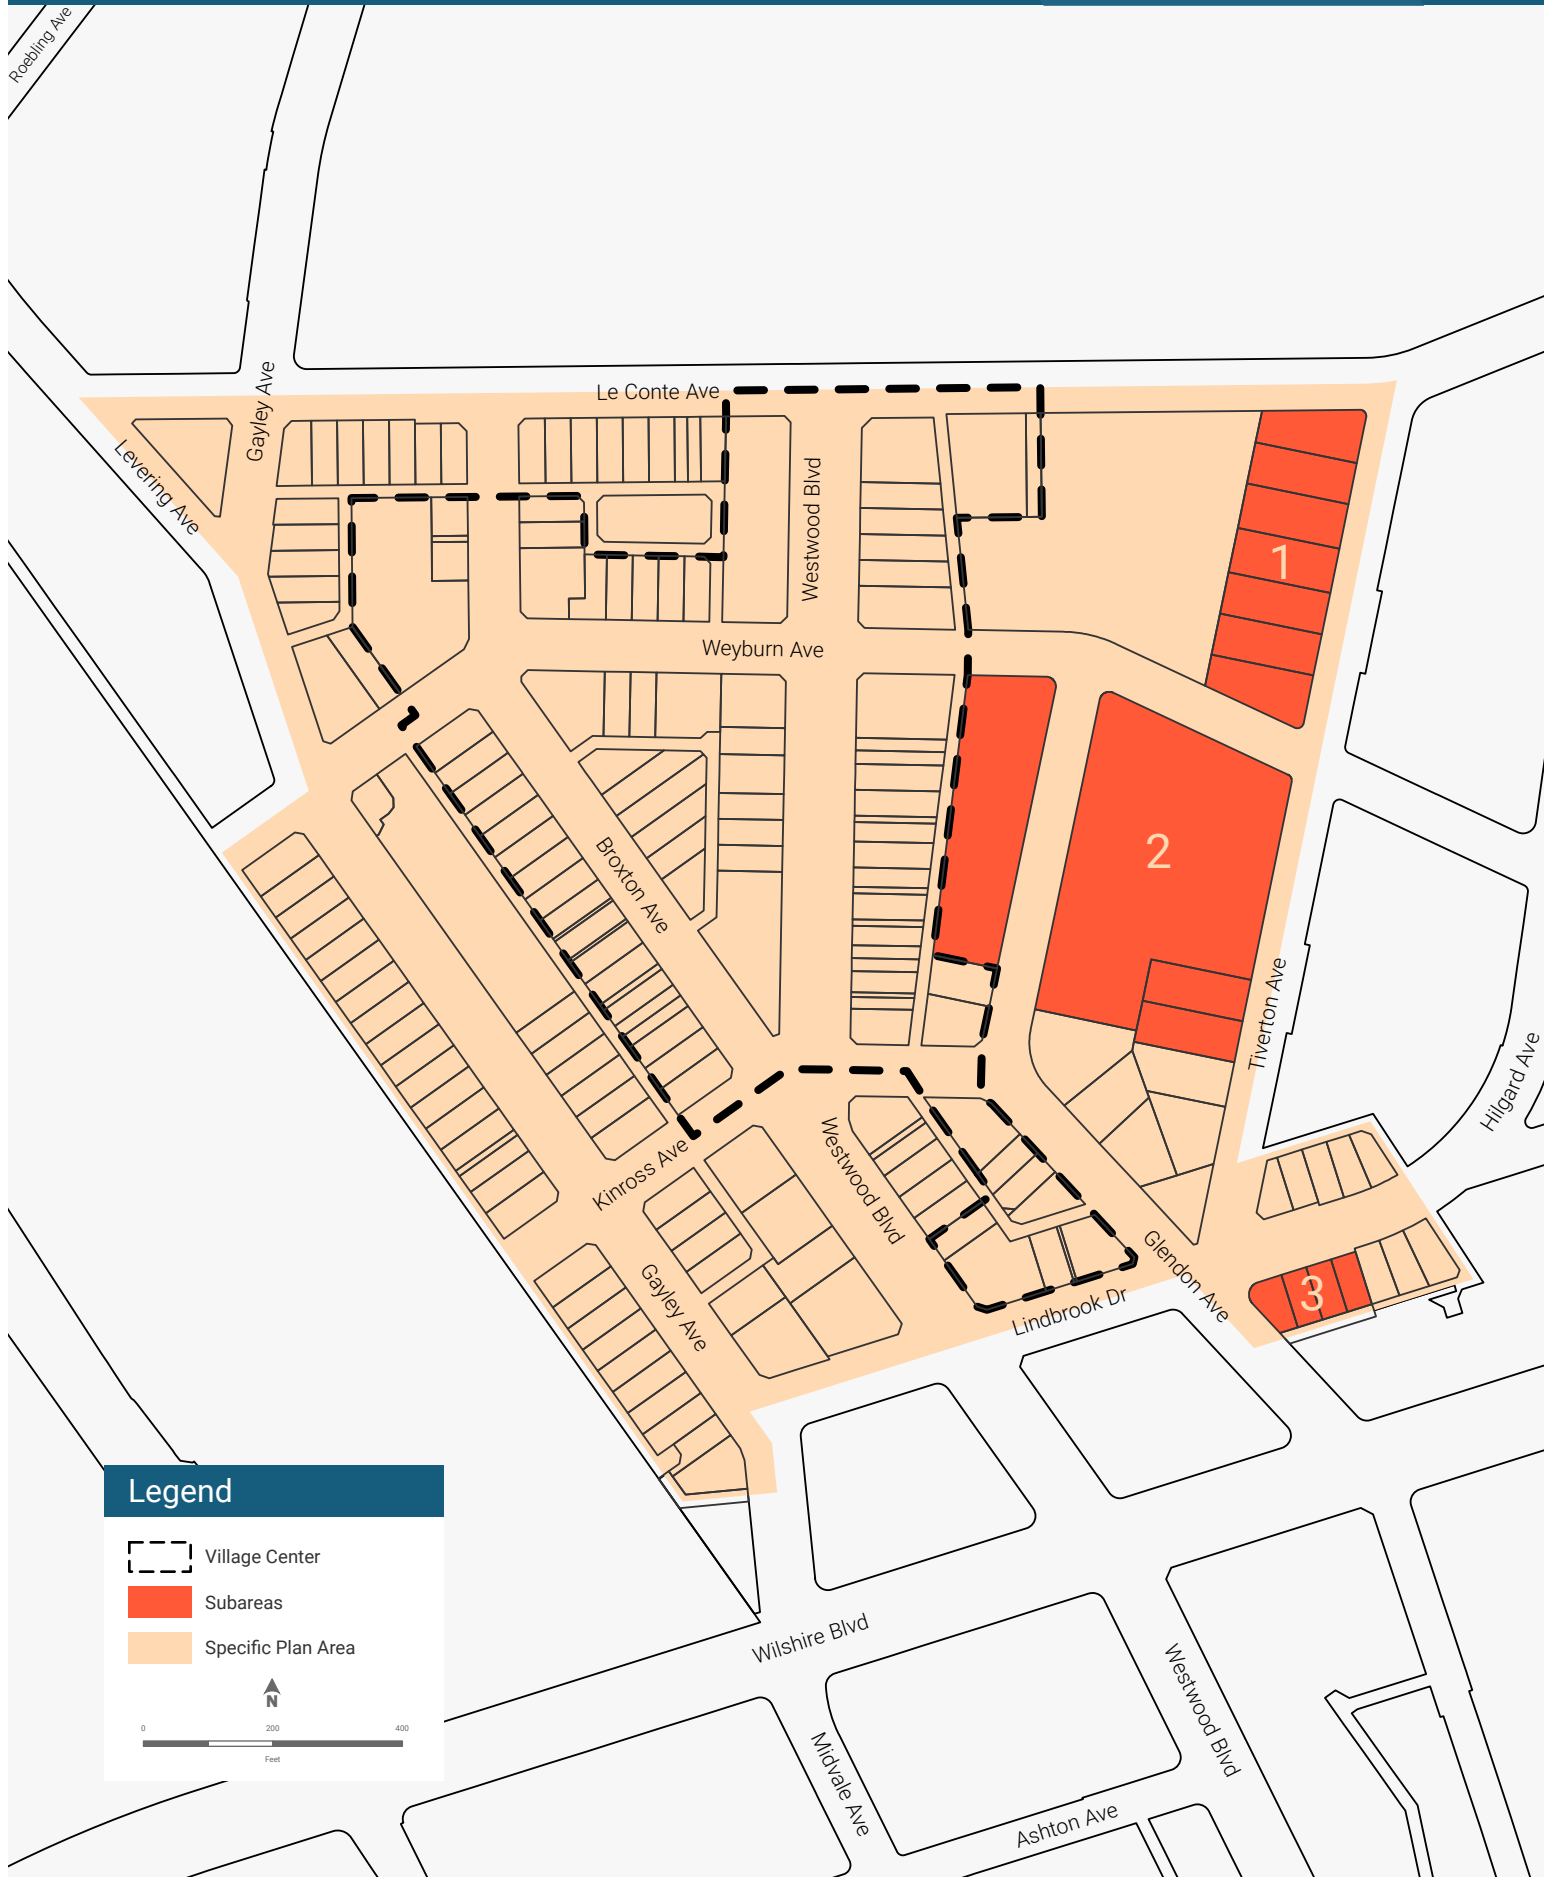 Roebling Ave
Gayley Ave
Le Conte Ave
Levering Ave
Westwood Blvd
1
Weyburn Ave
2
Broxton Ave
Tiverton Ave
Hilgard Ave
Kinross Ave
Westwood Blvd
Gayley Ave
Glendon Ave
3
Lindbrook Dr
Legend
Village Center
Subareas
Specific Plan Area
N
0 200 400
Feet
Wilshire Blvd
Westwood Blvd
Midvale Ave
Ashton Ave